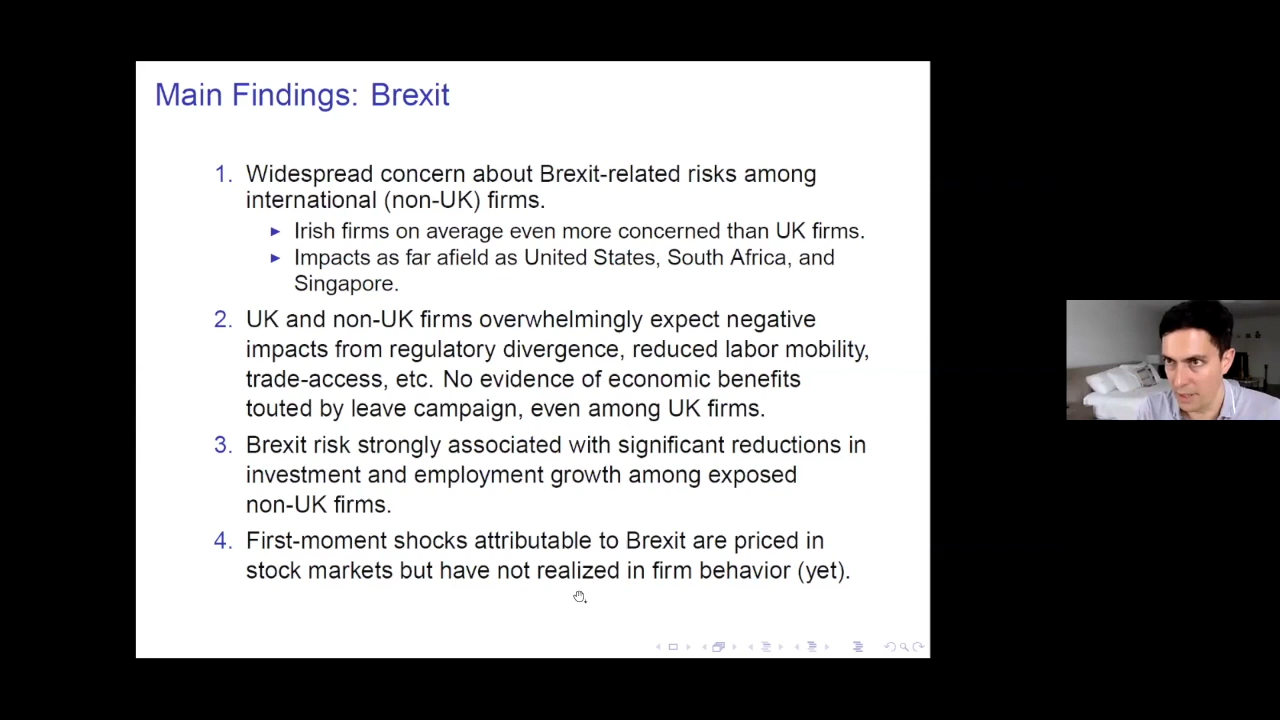 Main Findings: Brexit
1. Widespread concern about Brexit-related risks among
international (non-UK) firms.
► Irish firms on average even more concerned than UK firms.
► Impacts as far afield as United States, South Africa, and
Singapore.
2. UK and non-UK firms overwhelmingly expect negative
impacts from regulatory divergence, reduced labor mobility,
trade-access, etc. No evidence of economic benefits
touted by leave campaign, even among UK firms.
3. Brexit risk strongly associated with significant reductions in
investment and employment growth among exposed
non-UK firms.
4. First-moment shocks attributable to Brexit are priced in
stock markets but have not realized in firm behavior (yet).